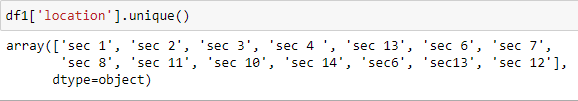 df1['location'].unique()
array(['sec 1', 'sec 2', 'sec 3', 'sec 4 ', 'sec 13', 'sec 6', 'sec 7',
'sec 8', 'sec 11', 'sec 10', 'sec 14', 'sec6', 'sec13', 'sec 12'],
dtype=object)